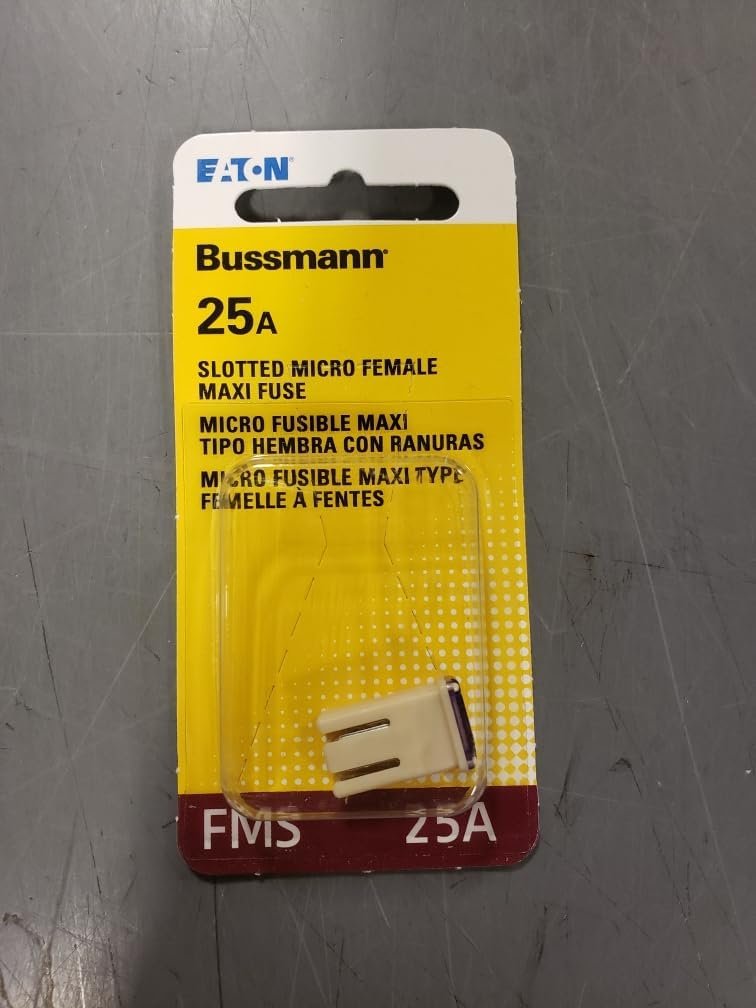 EATON
Bussmann
25A
SLOTTED MICRO FEMALE
MAXI FUSE
MICRO FUSIBLE MAXI
TIPO HEMBRA CON RANURAS
MICRO FUSIBLE MAXI TYPE
FEMELLE À FENTES
FMS 25A